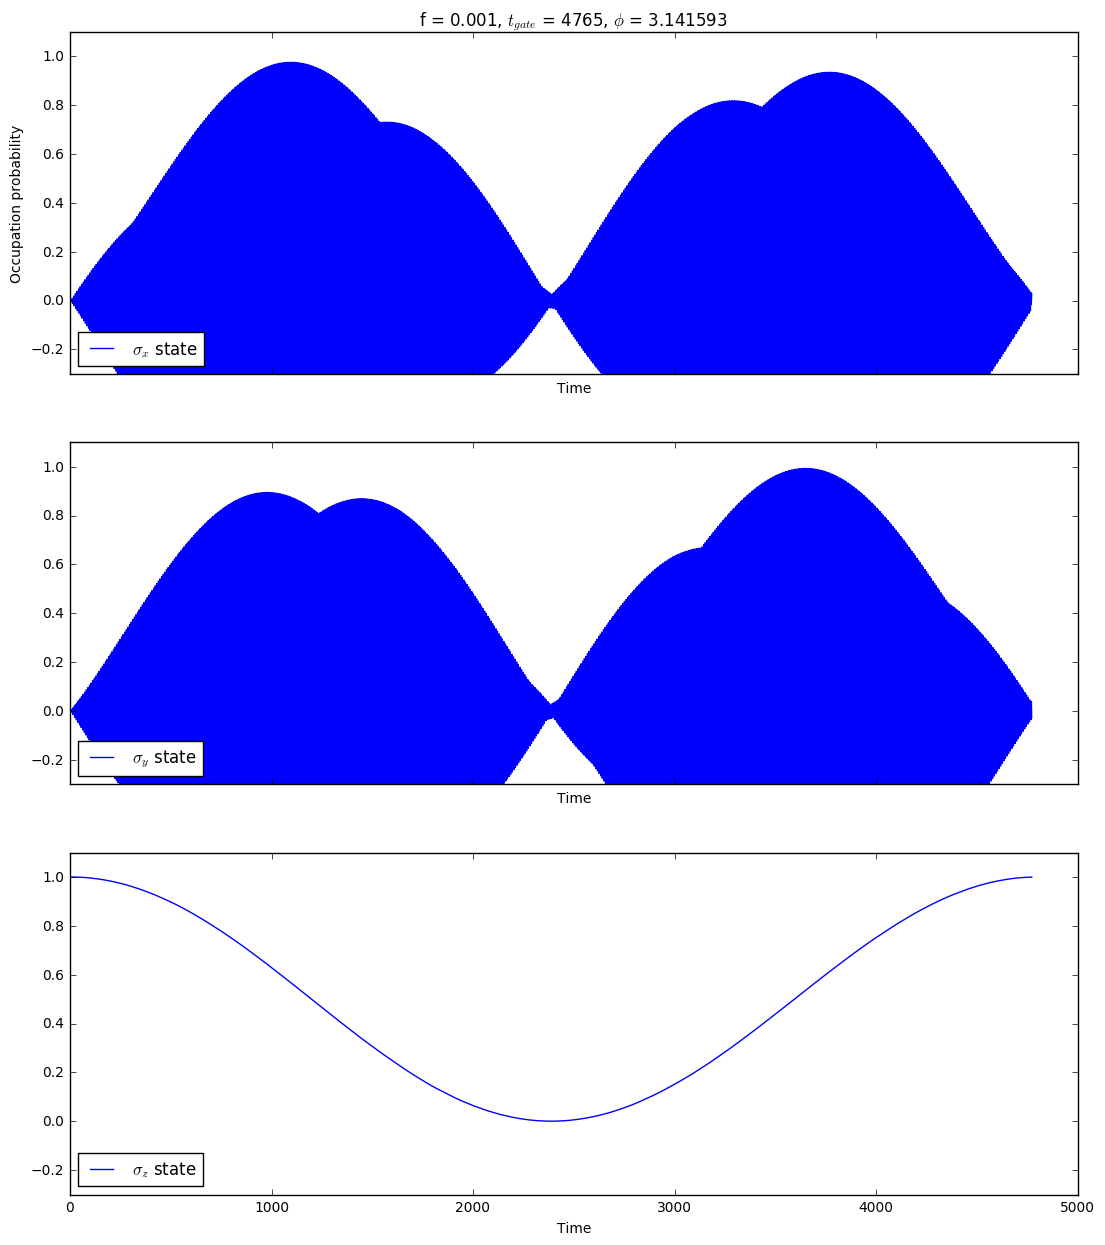 f = 0.001, t_gate = 4765, ϕ = 3.141593
1.0
0.8
0.6
0.4
0.2
0.0
−0.2
Occupation probability
σ_x state
Time
1.0
0.8
0.6
0.4
0.2
0.0
−0.2
σ_y state
Time
1.0
0.8
0.6
0.4
0.2
0.0
−0.2
σ_z state
0 1000 2000 3000 4000 5000
Time